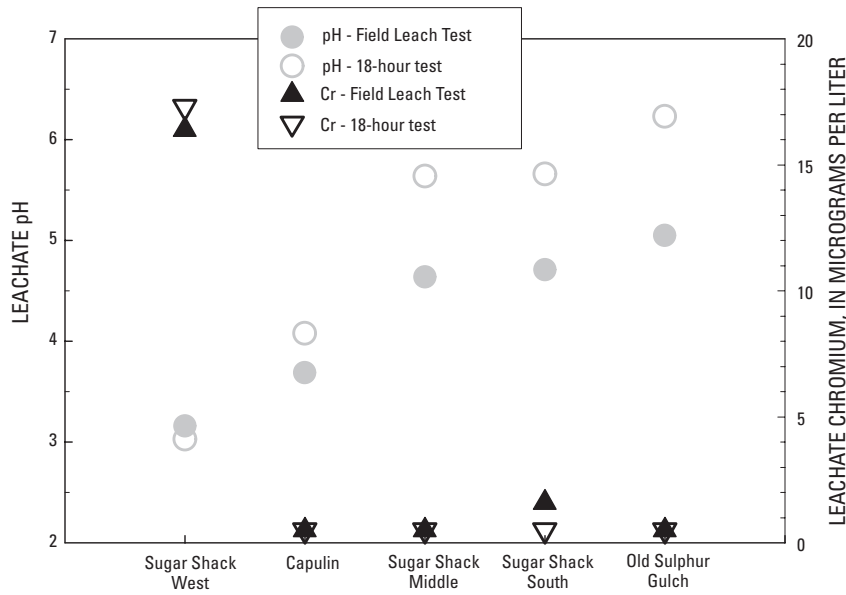 pH - Field Leach Test
pH - 18-hour test
Cr - Field Leach Test
Cr - 18-hour test
7
6
5
4
3
2
LEACHATE pH
20
15
10
5
0
LEACHATE CHROMIUM, IN MICROGRAMS PER LITER
Sugar Shack
West
Capulin
Sugar Shack
Middle
Sugar Shack
South
Old Sulphur
Gulch